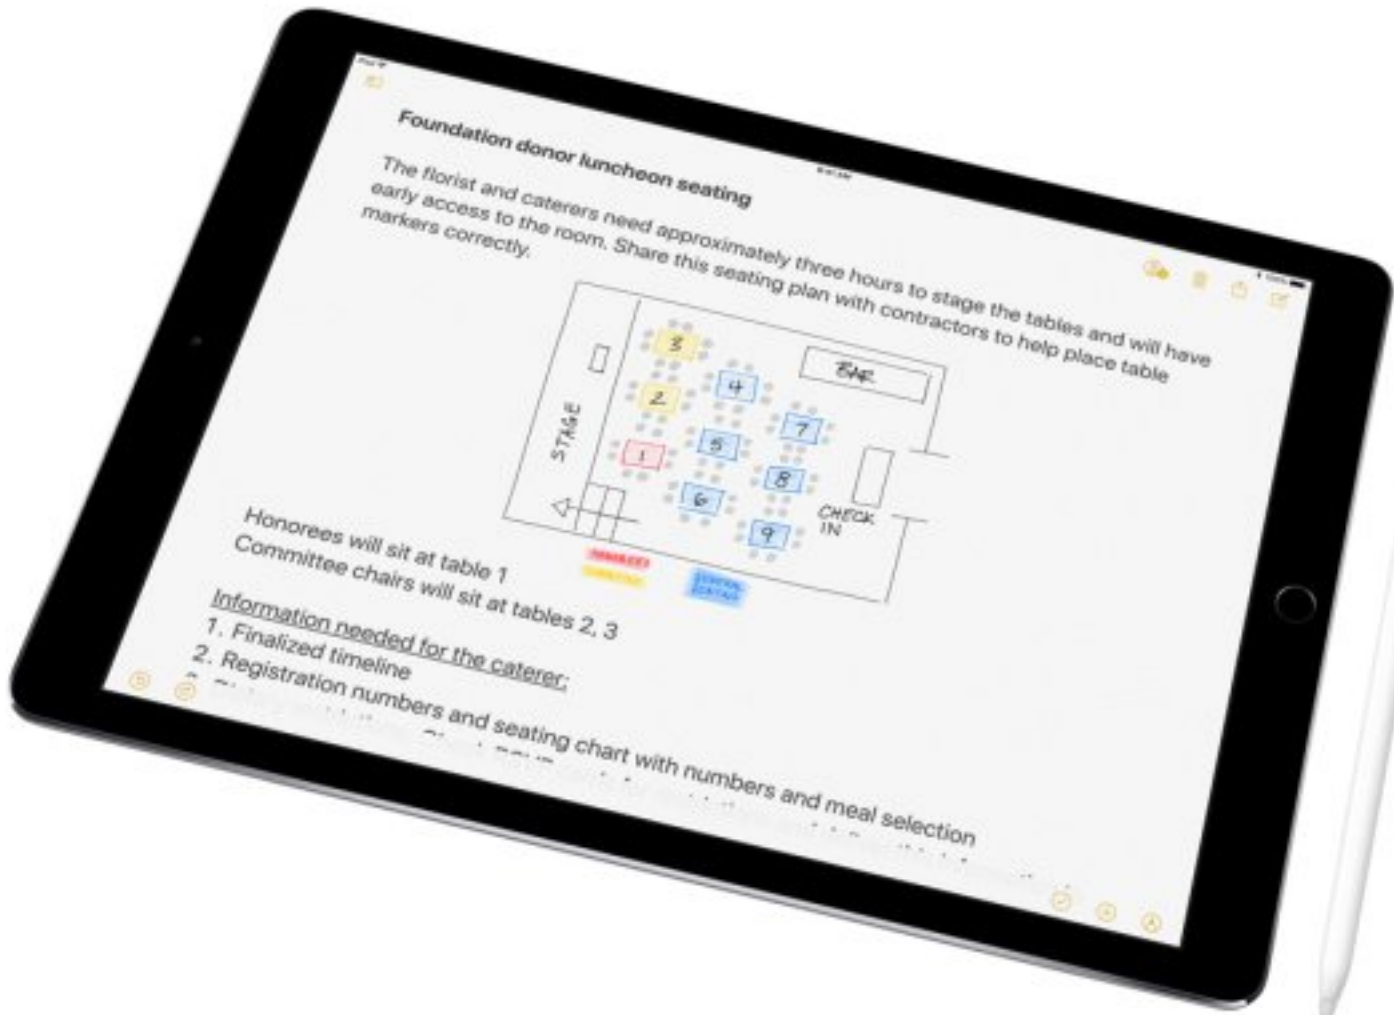 Foundation donor luncheon seating
The florist and caterers need approximately three hours to stage the tables and will have
early access to the room. Share this seating plan with contractors to help place table
markers correctly.
3
BAR
4
2
7
STAGE
5
1
8
6
CHECK
IN
9
Honorees will sit at table 1
Committee chairs will sit at tables 2, 3
Information needed for the caterer:
1. Finalized timeline
2. Registration numbers and seating chart with numbers and meal selection